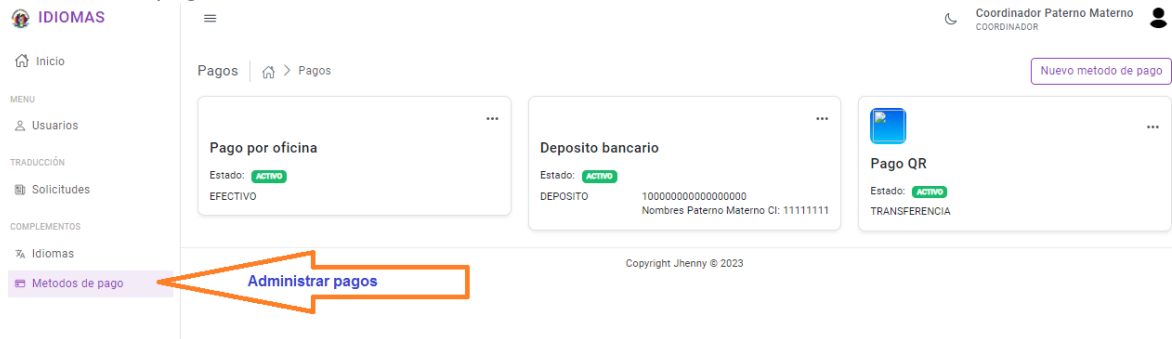 IDIOMAS
Coordinador Paterno Materno
COORDINADOR
Inicio
Pagos
Pagos
Nuevo metodo de pago
MENU
Usuarios
TRADUCCIÓN
Solicitudes
COMPLEMENTOS
Idiomas
Metodos de pago
Pago por oficina
Estado: ACTIVO
EFECTIVO
Deposito bancario
Estado: ACTIVO
DEPOSITO 100000000000000000
Nombres Paterno Materno CI: 11111111
Pago QR
Estado: ACTIVO
TRANSFERENCIA
Administrar pagos
Copyright Jhenny © 2023